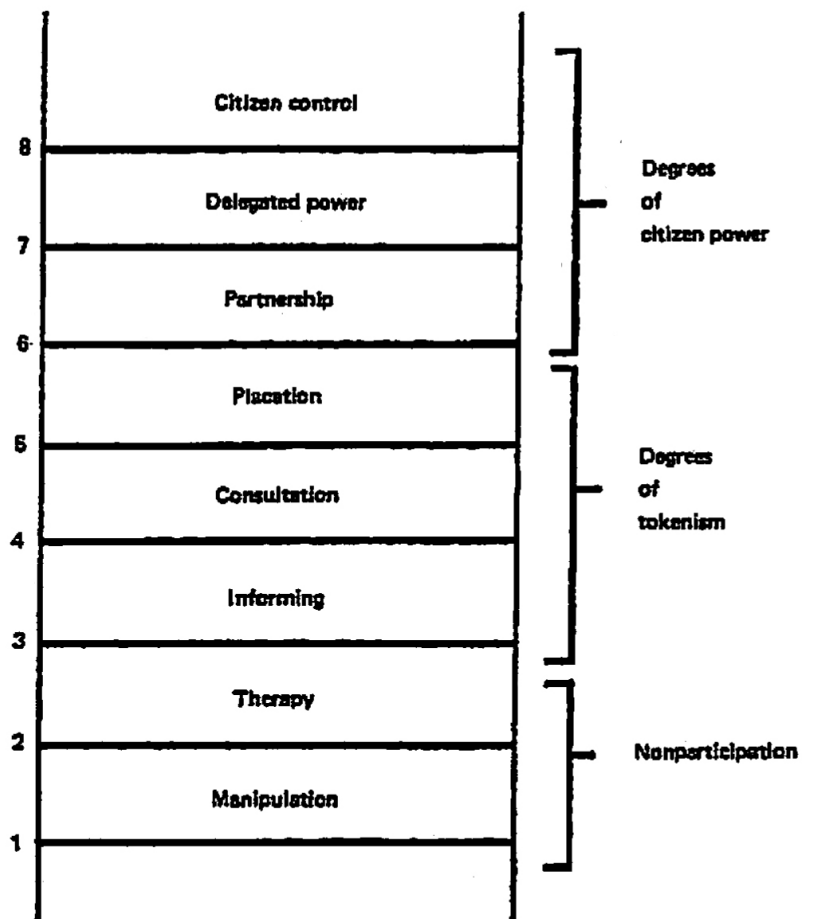 Citizen control
8
Delegated power
7
Partnership
6
Placation
5
Consultation
4
Informing
3
Therapy
2
Manipulation
1
Degrees
of
citizen power
Degrees
of
tokenism
Nonparticipation